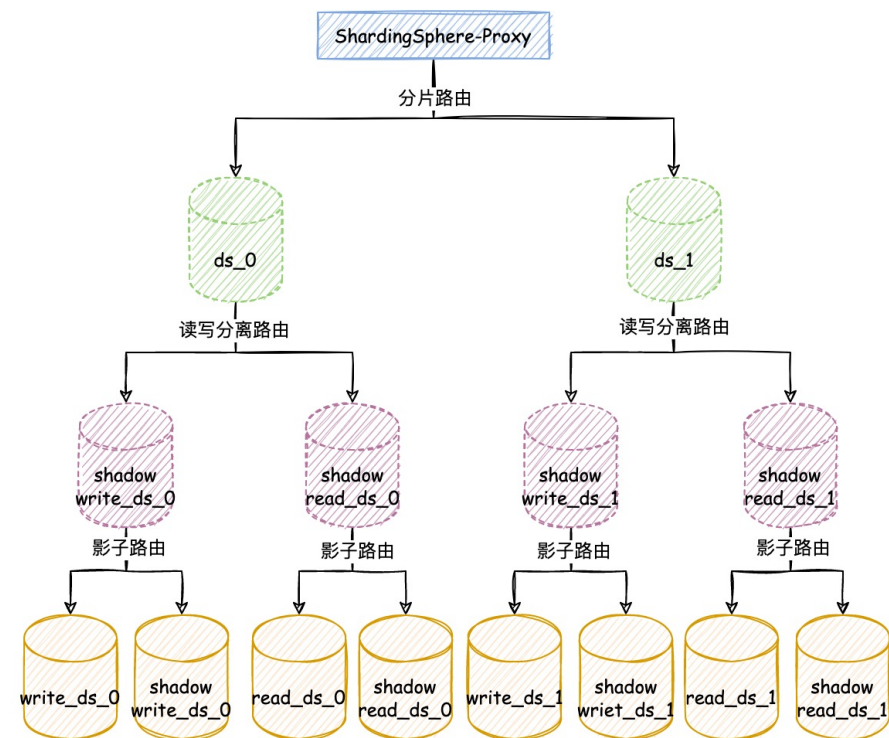 ShardingSphere-Proxy
分片路由
ds_0
ds_1
读写分离路由
读写分离路由
shadow
write_ds_0
shadow
read_ds_0
shadow
write_ds_1
shadow
read_ds_1
影子路由
影子路由
影子路由
影子路由
write_ds_0
shadow
write_ds_0
read_ds_0
shadow
read_ds_0
write_ds_1
shadow
wriet_ds_1
read_ds_1
shadow
read_ds_1